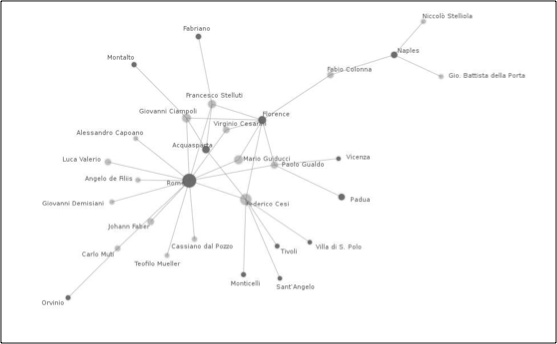 Niccolò Stelliola
Fabriano
Naples
Montalto
Fabio Colonna
Gio. Battista della Porta
Francesco Stelluti
Giovanni Ciampoli
Florence
Virginio Cesarini
Alessandro Capoano
Acquasparta
Luca Valerio
Mario Guiducci
Vicenza
Paolo Gualdo
Angelo de Filiis
Rome
Giovanni Demisiani
Federico Cesi
Padua
Johann Faber
Cassiano dal Pozzo
Villa di S. Polo
Tivoli
Carlo Muti
Teofilo Mueller
Monticelli
Sant'Angelo
Orvinio